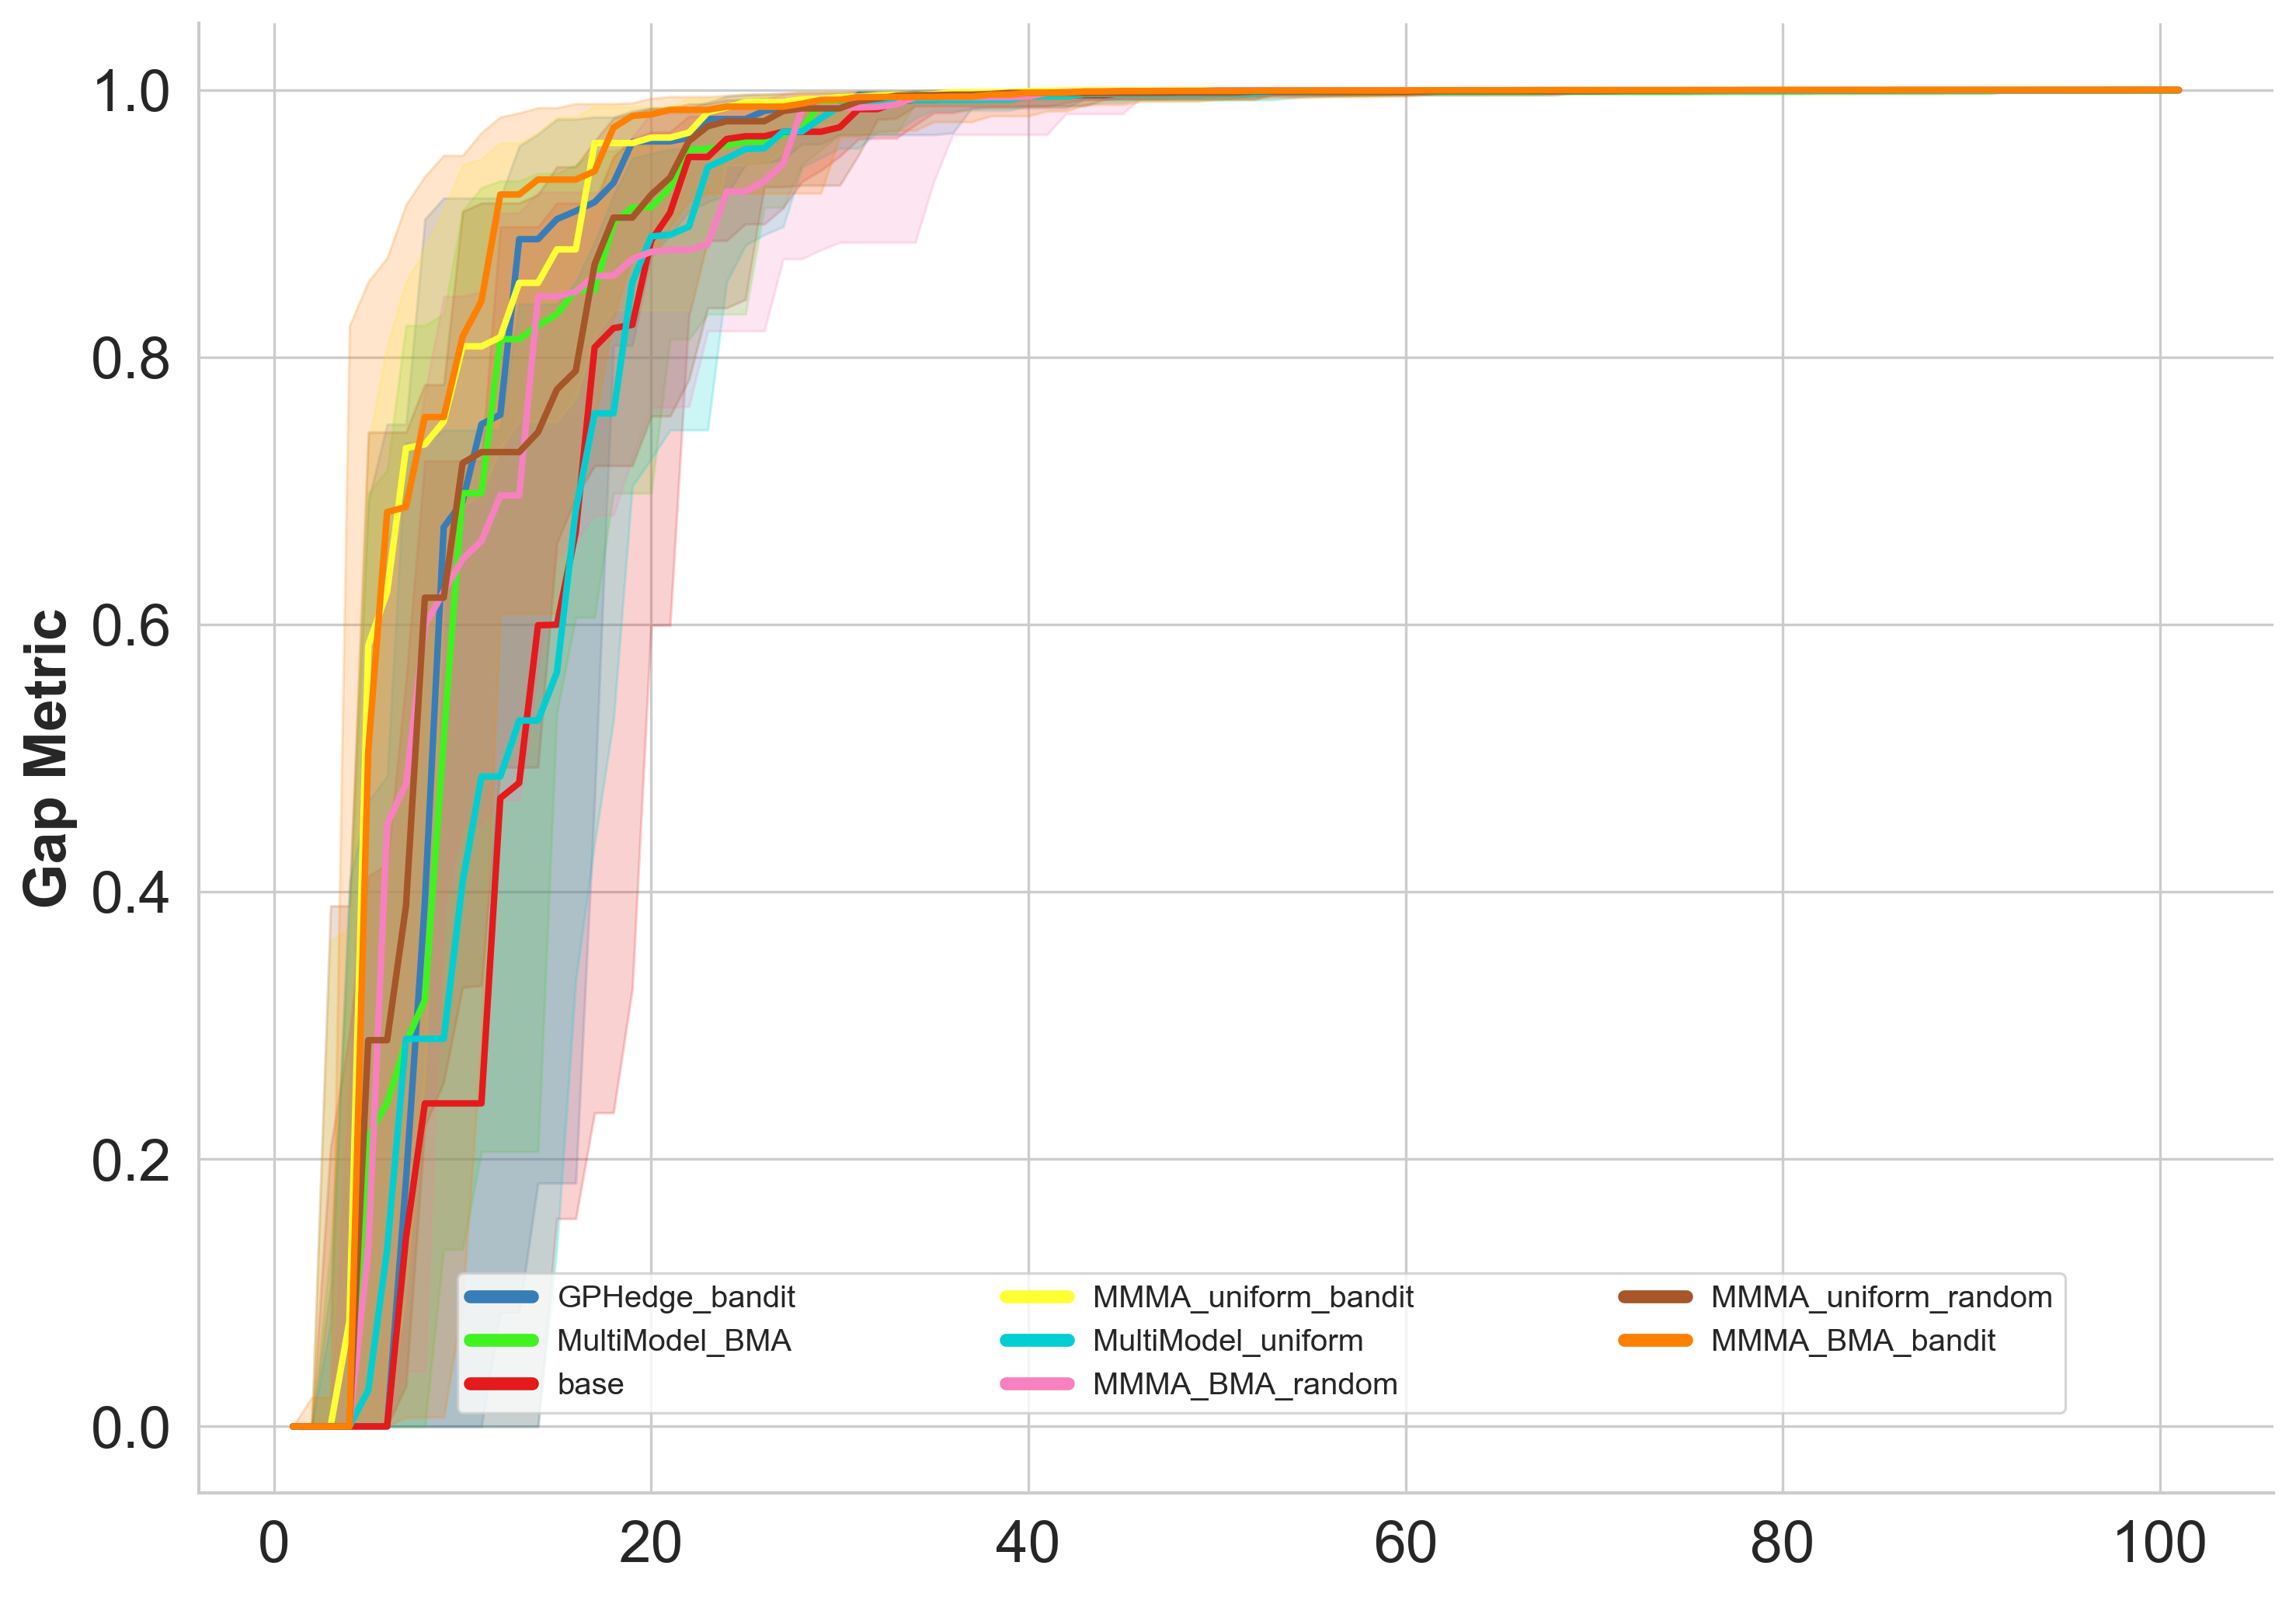 1.0
0.8
0.6
0.4
0.2
0.0
Gap Metric
GPHedge_bandit
MultiModel_BMA
base
MMMA_uniform_bandit
MultiModel_uniform
MMMA_BMA_random
MMMA_uniform_random
MMMA_BMA_bandit
0 20 40 60 80 100